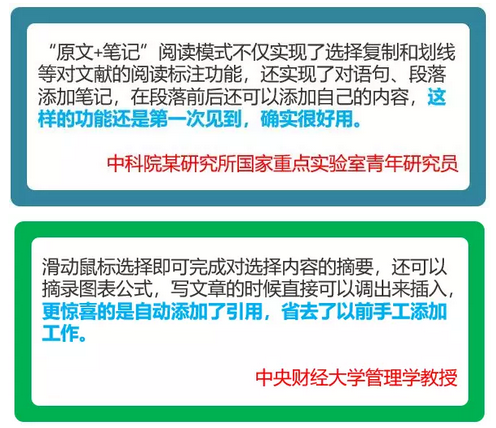 “原文+笔记”阅读模式不仅实现了选择复制和划线
等对文献的阅读标注功能，还实现了对语句、段落
添加笔记，在段落前后还可以添加自己的内容，这
样的功能还是第一次见到，确实很好用。
中科院某研究所国家重点实验室青年研究员
滑动鼠标选择即可完成对选择内容的摘要，还可以
摘录图表公式，写文章的时候直接可以调出来插入，
更惊喜的是自动添加了引用，省去了以前手工添加
工作。
中央财经大学管理学教授